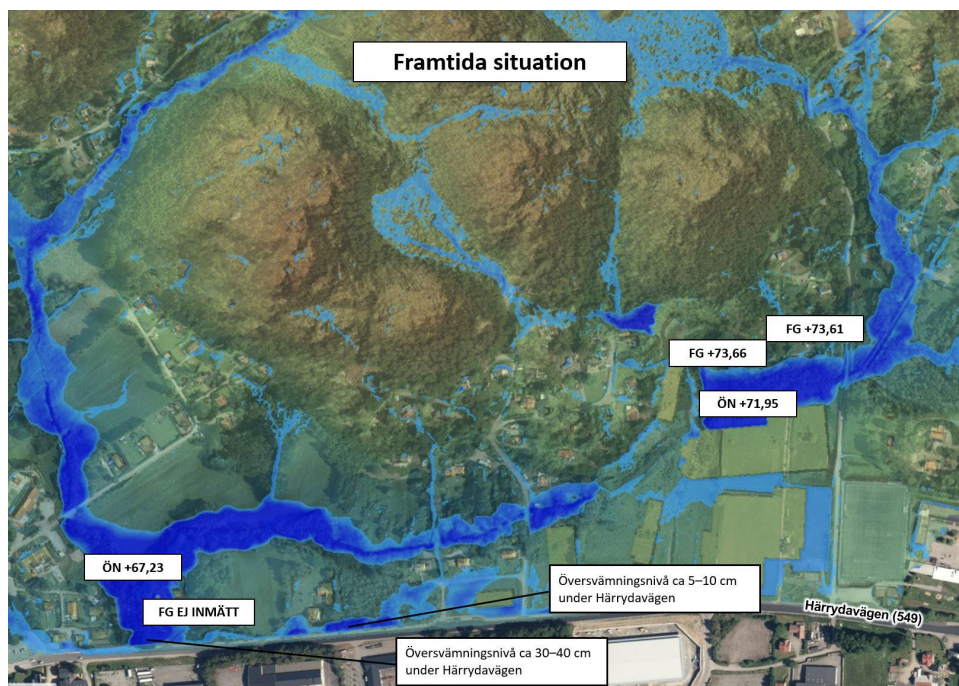 Framtida situation
FG +73,61
FG +73,66
ÖN +71,95
ÖN +67,23
FG EJ INMÄTT
Översvämningsnivå ca 5–10 cm
under Härrydavägen
Härrydavägen (549)
Översvämningsnivå ca 30–40 cm
under Härrydavägen